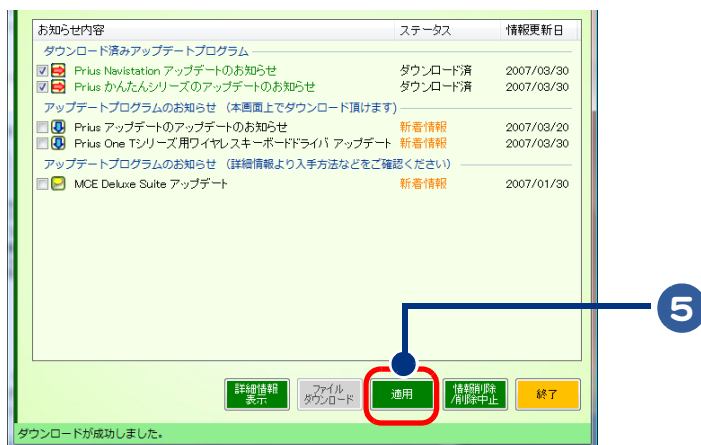 お知らせ内容 ステータス 情報更新日
ダウンロード済みアップデートプログラム
Prius Navistation アップデートのお知らせ ダウンロード済 2007/03/30
Prius かんたんシリーズのアップデートのお知らせ ダウンロード済 2007/03/30
アップデートプログラムのお知らせ (本画面上でダウンロード頂けます)
Prius アップデートのアップデートのお知らせ 新着情報 2007/03/20
Prius One Tシリーズ用ワイヤレスキーボードドライバ アップデート 新着情報 2007/03/30
アップデートプログラムのお知らせ (詳細情報より入手方法などをご確認ください)
MCE Deluxe Suite アップデート 新着情報 2007/01/30
5
詳細情報
表示
ファイル
ダウンロード
適用
情報削除
/削除中止
終了
ダウンロードが成功しました。